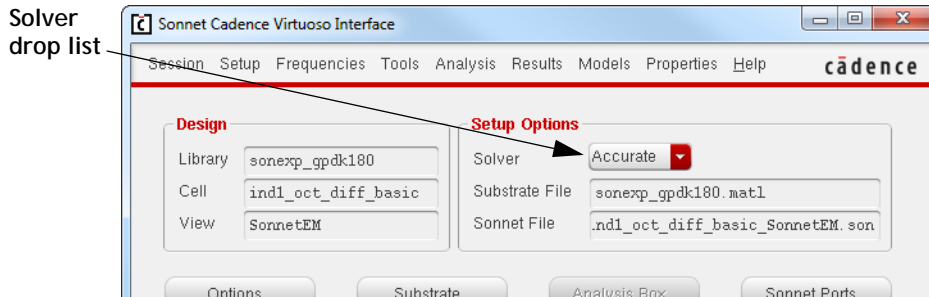 Solver
drop list
Sonnet Cadence Virtuoso Interface
Session Setup Frequencies Tools Analysis Results Models Properties Help cādence
Design
Library sonexp_gpdk180
Cell ind1_oct_diff_basic
View SonnetEM
Setup Options
Solver Accurate
Substrate File sonexp_gpdk180.matl
Sonnet File .nd1_oct_diff_basic_SonnetEM.son
Options Substrate Analysis Box Sonnet Ports